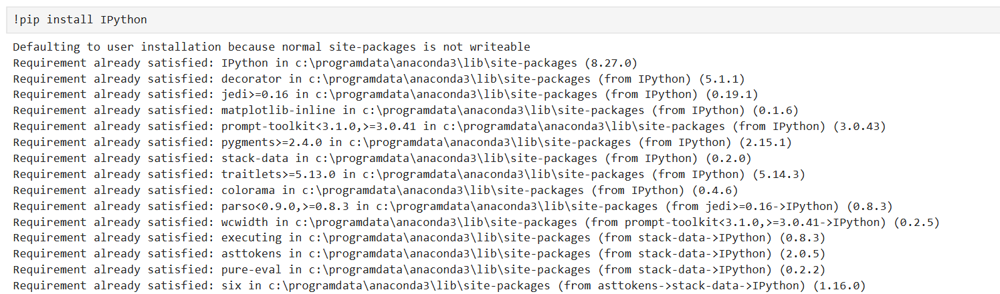 !pip install IPython
Defaulting to user installation because normal site-packages is not writeable
Requirement already satisfied: IPython in c:\programdata\anaconda3\lib\site-packages (8.27.0)
Requirement already satisfied: decorator in c:\programdata\anaconda3\lib\site-packages (from IPython) (5.1.1)
Requirement already satisfied: jedi>=0.16 in c:\programdata\anaconda3\lib\site-packages (from IPython) (0.19.1)
Requirement already satisfied: matplotlib-inline in c:\programdata\anaconda3\lib\site-packages (from IPython) (0.1.6)
Requirement already satisfied: prompt-toolkit<3.1.0,>=3.0.41 in c:\programdata\anaconda3\lib\site-packages (from IPython) (3.0.43)
Requirement already satisfied: pygments>=2.4.0 in c:\programdata\anaconda3\lib\site-packages (from IPython) (2.15.1)
Requirement already satisfied: stack-data in c:\programdata\anaconda3\lib\site-packages (from IPython) (0.2.0)
Requirement already satisfied: traitlets>=5.13.0 in c:\programdata\anaconda3\lib\site-packages (from IPython) (5.14.3)
Requirement already satisfied: colorama in c:\programdata\anaconda3\lib\site-packages (from IPython) (0.4.6)
Requirement already satisfied: parso<0.9.0,>=0.8.3 in c:\programdata\anaconda3\lib\site-packages (from jedi>=0.16->IPython) (0.8.3)
Requirement already satisfied: wcwidth in c:\programdata\anaconda3\lib\site-packages (from prompt-toolkit<3.1.0,>=3.0.41->IPython) (0.2.5)
Requirement already satisfied: executing in c:\programdata\anaconda3\lib\site-packages (from stack-data->IPython) (0.8.3)
Requirement already satisfied: asttokens in c:\programdata\anaconda3\lib\site-packages (from stack-data->IPython) (2.0.5)
Requirement already satisfied: pure-eval in c:\programdata\anaconda3\lib\site-packages (from stack-data->IPython) (0.2.2)
Requirement already satisfied: six in c:\programdata\anaconda3\lib\site-packages (from asttokens->stack-data->IPython) (1.16.0)